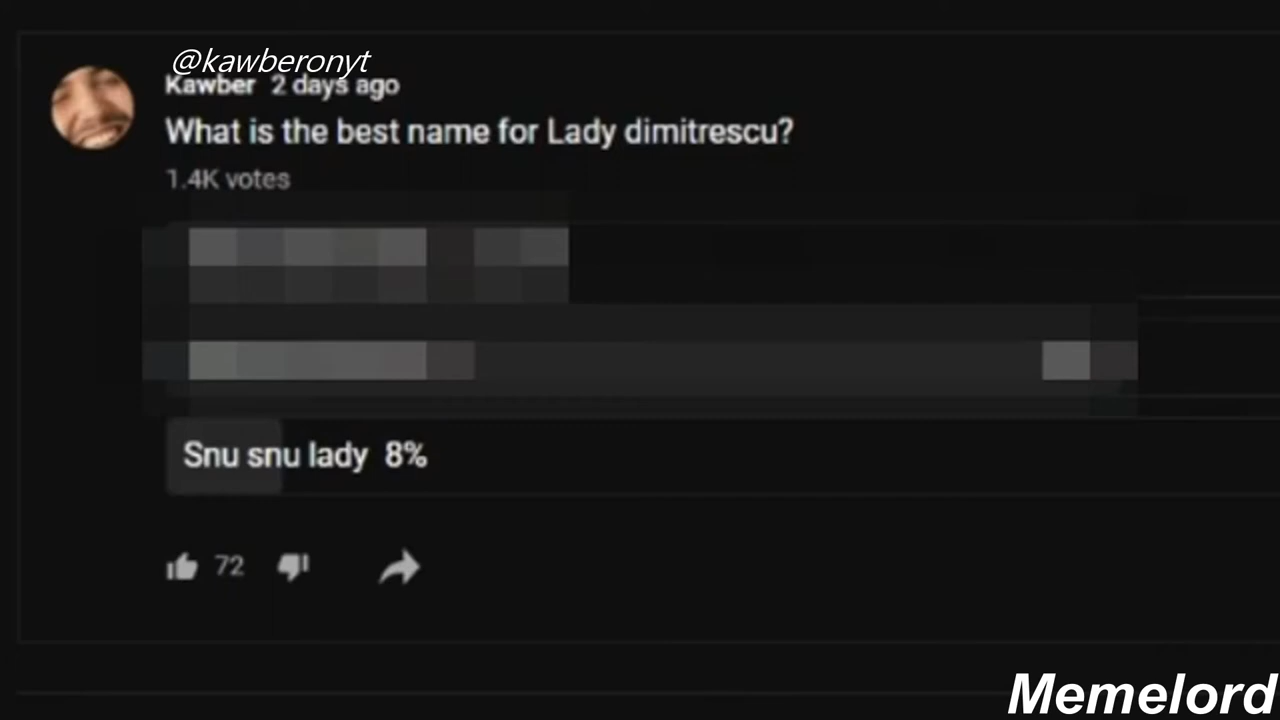 @kawberonyt
Kawber 2 days ago
What is the best name for Lady dimitrescu?
1.4K votes
Snu snu lady 8%
72
Memelord